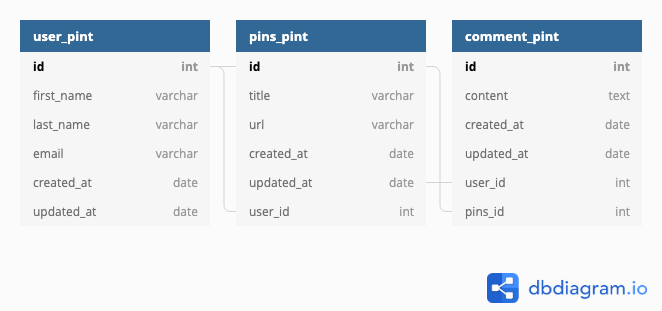 user_pint
id int
first_name varchar
last_name varchar
email varchar
created_at date
updated_at date
pins_pint
id int
title varchar
url varchar
created_at date
updated_at date
user_id int
comment_pint
id int
content text
created_at date
updated_at date
user_id int
pins_id int
dbdiagram.io